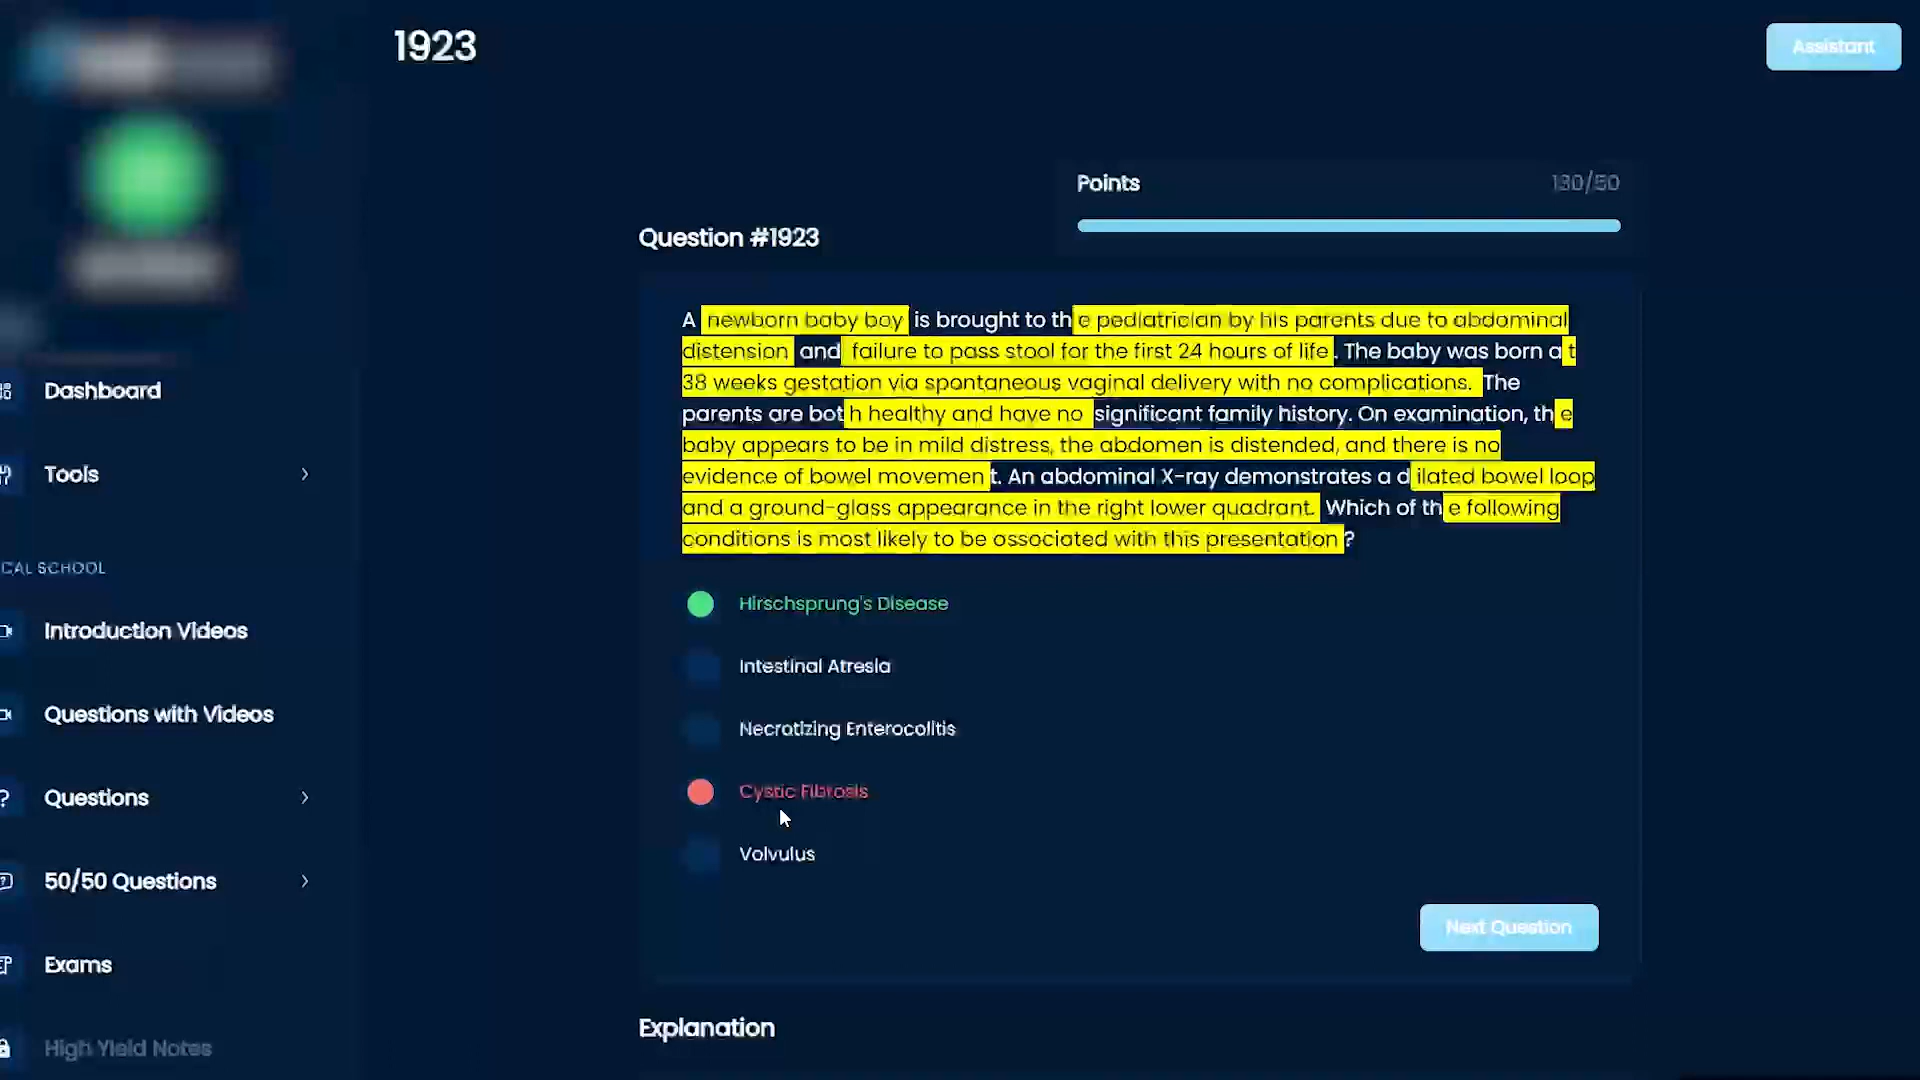 1923
Assistant
Points
130/50
Question #1923
A newborn baby boy is brought to the pediatrician by his parents due to abdominal
distension and failure to pass stool for the first 24 hours of life. The baby was born at
38 weeks gestation via spontaneous vaginal delivery with no complications. The
parents are both healthy and have no significant family history. On examination, the
baby appears to be in mild distress, the abdomen is distended, and there is no
evidence of bowel movement. An abdominal X-ray demonstrates a dilated bowel loop
and a ground-glass appearance in the right lower quadrant. Which of the following
conditions is most likely to be associated with this presentation?
Hirschsprung's Disease
Intestinal Atresia
Necrotizing Enterocolitis
Cystic Fibrosis
Volvulus
Next Question
Explanation
Dashboard
Tools
CAL SCHOOL
Introduction Videos
Questions with Videos
Questions
50/50 Questions
Exams
High Yield Notes